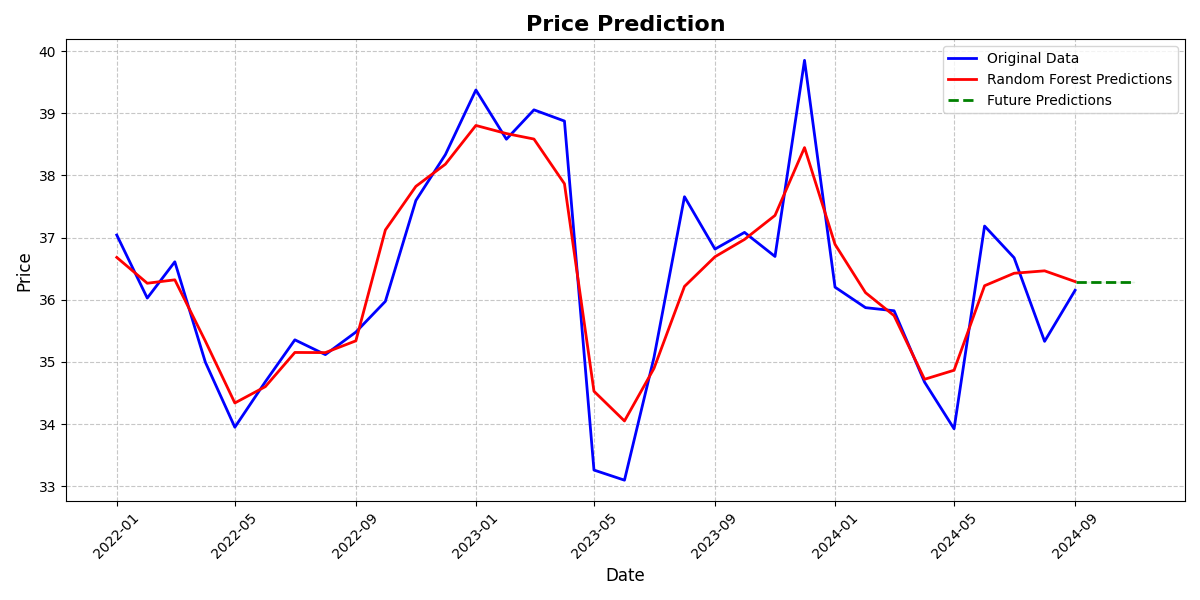 Price Prediction
Original Data
Random Forest Predictions
Future Predictions
Price
40
39
38
37
36
35
34
33
2022-01
2022-05
2022-09
2023-01
2023-05
2023-09
2024-01
2024-05
2024-09
Date